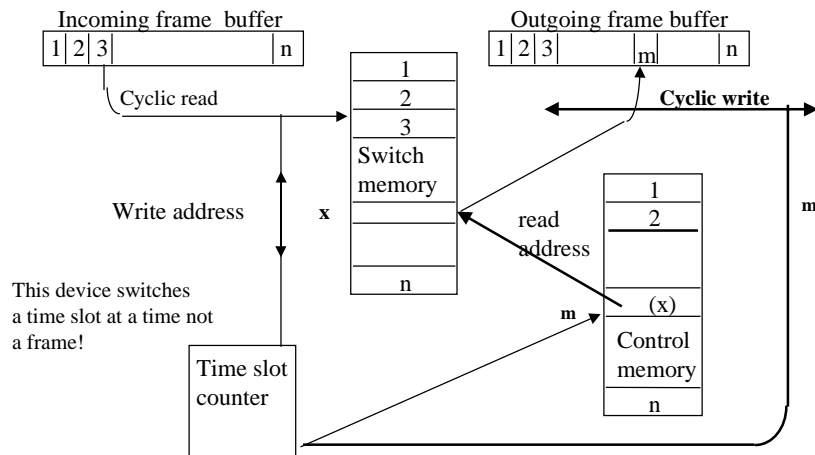 Incoming frame buffer
Outgoing frame buffer
1 2 3 n
1 2 3 m n
Cyclic read
Cyclic write
1
2
3
Switch
memory
n
Write address
x
read
address
1
2
(x)
Control
memory
n
m
m
This device switches
a time slot at a time not
a frame!
Time slot
counter